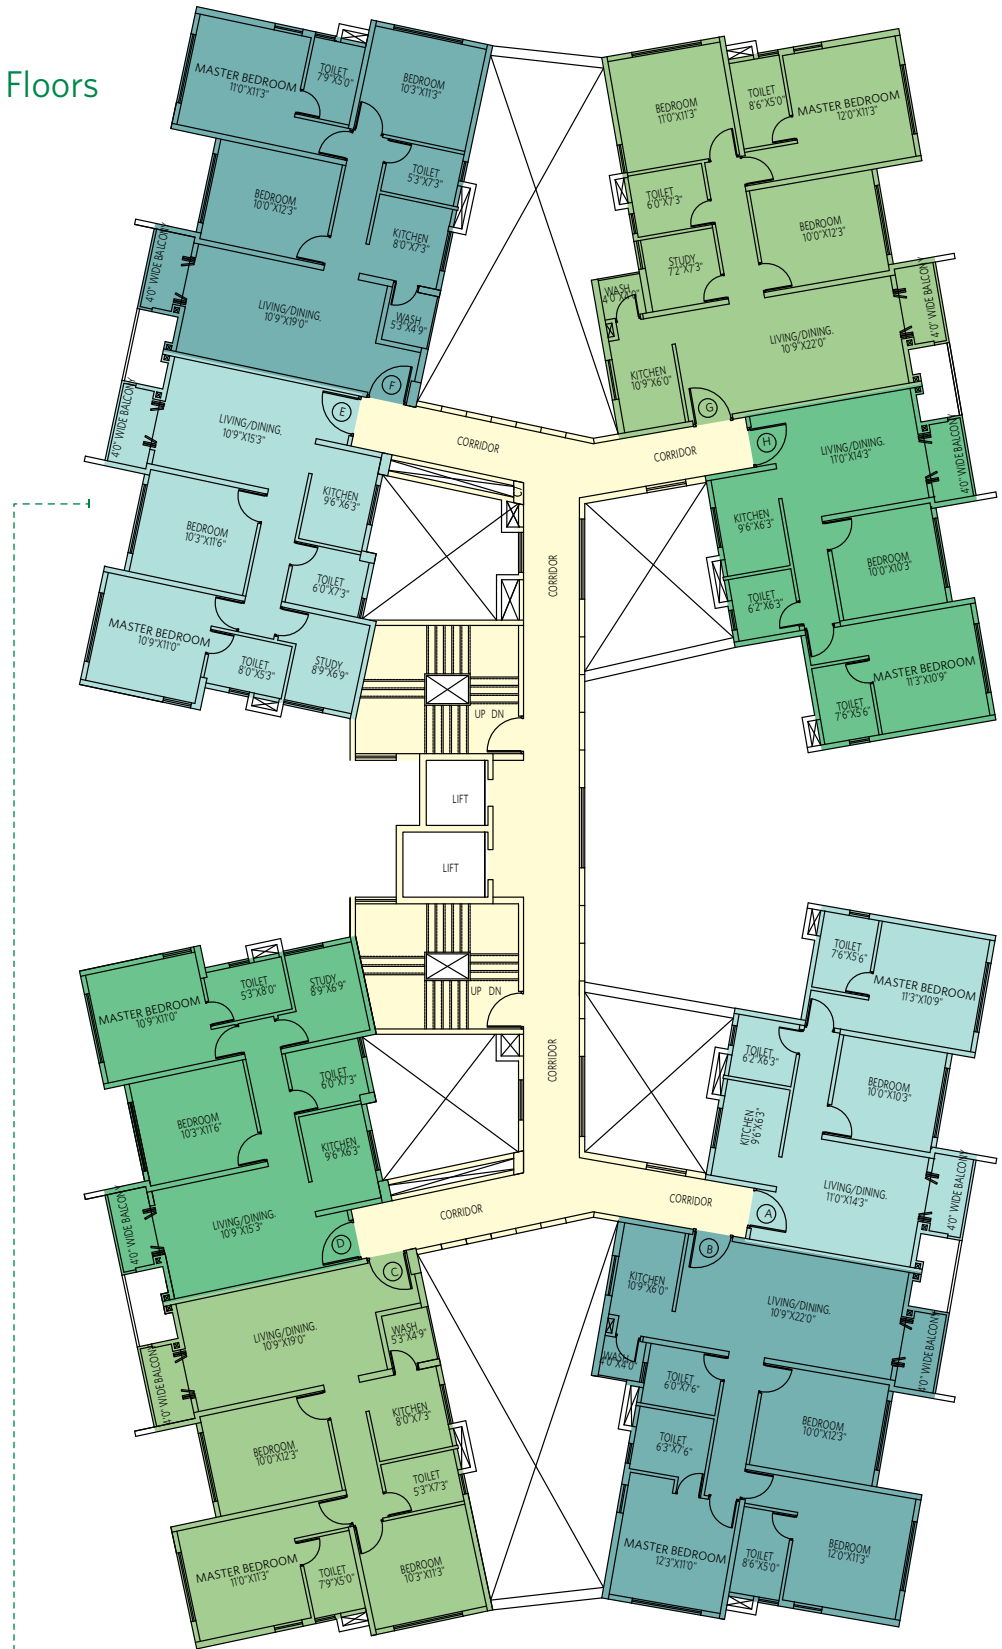 Floors
MASTER BEDROOM
11'0"X11'3"
TOILET
7'9"X5'0"
BEDROOM
10'3"X11'3"
TOILET
5'3"X7'3"
BEDROOM
10'0"X12'3"
KITCHEN
8'0"X7'3"
4'0" WIDE BALCONY
LIVING/DINING.
10'9"X19'0"
WASH
5'3"X4'9"
F
BEDROOM
11'0"X11'3"
TOILET
8'6"X5'0"
MASTER BEDROOM
12'0"X11'3"
TOILET
6'0"X7'3"
BEDROOM
10'0"X12'3"
STUDY
7'2"X7'3"
WASH
4'0"X4'0"
LIVING/DINING.
10'9"X22'0"
4'0" WIDE BALCONY
KITCHEN
10'9"X6'0"
G
E
LIVING/DINING.
10'9"X15'3"
4'0" WIDE BALCONY
KITCHEN
9'6"X6'3"
BEDROOM
10'3"X11'6"
TOILET
6'0"X7'3"
MASTER BEDROOM
10'9"X11'0"
TOILET
8'0"X5'3"
STUDY
8'9"X6'9"
CORRIDOR
CORRIDOR
CORRIDOR
H
LIVING/DINING.
11'0"X14'3"
4'0" WIDE BALCONY
KITCHEN
9'6"X6'3"
BEDROOM
10'0"X10'3"
TOILET
6'2"X6'3"
MASTER BEDROOM
11'3"X10'9"
TOILET
7'6"X5'6"
UP DN
LIFT
LIFT
UP DN
CORRIDOR
CORRIDOR
CORRIDOR
MASTER BEDROOM
10'9"X11'0"
TOILET
5'3"X8'0"
STUDY
8'9"X6'9"
TOILET
6'0"X7'3"
BEDROOM
10'3"X11'6"
KITCHEN
9'6"X6'3"
4'0" WIDE BALCONY
LIVING/DINING.
10'9"X15'3"
D
TOILET
7'6"X5'6"
MASTER BEDROOM
11'3"X10'9"
TOILET
6'2"X6'3"
BEDROOM
10'0"X10'3"
KITCHEN
9'6"X6'3"
LIVING/DINING.
11'0"X14'3"
4'0" WIDE BALCONY
A
C
LIVING/DINING.
10'9"X19'0"
WASH
5'3"X4'9"
4'0" WIDE BALCONY
KITCHEN
8'0"X7'3"
BEDROOM
10'0"X12'3"
TOILET
5'3"X7'3"
MASTER BEDROOM
11'0"X11'3"
TOILET
7'9"X5'0"
BEDROOM
10'3"X11'3"
B
KITCHEN
10'9"X6'0"
LIVING/DINING.
10'9"X22'0"
WASH
4'0"X4'0"
4'0" WIDE BALCONY
TOILET
6'0"X7'6"
BEDROOM
10'0"X12'3"
TOILET
6'3"X7'6"
MASTER BEDROOM
12'3"X11'0"
TOILET
8'6"X5'0"
BEDROOM
12'0"X11'3"